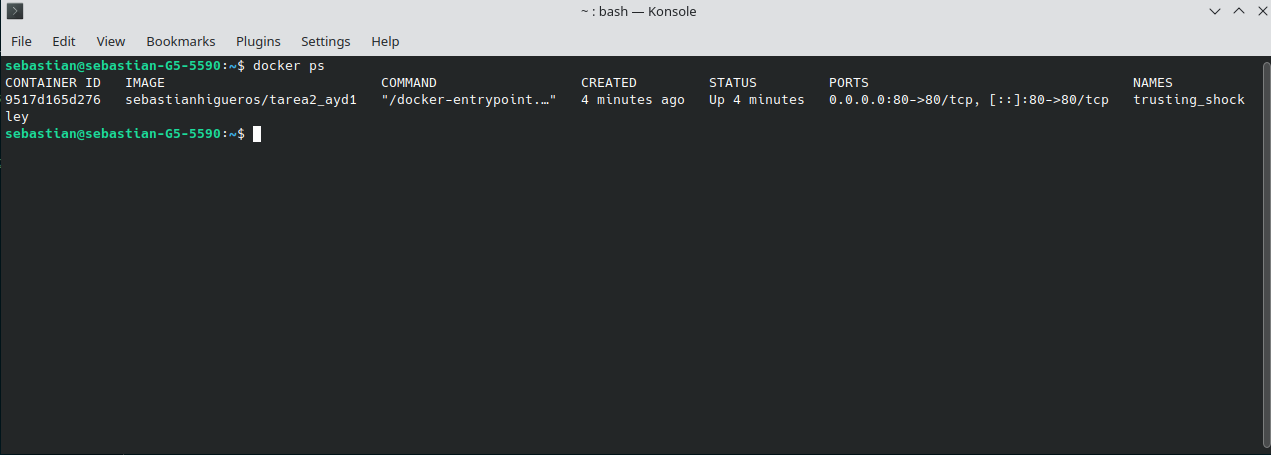 ~ : bash — Konsole
File Edit View Bookmarks Plugins Settings Help
sebastian@sebastian-G5-5590:~$ docker ps
CONTAINER ID   IMAGE                           COMMAND                  CREATED         STATUS         PORTS                                 NAMES
9517d165d276   sebastianhigueros/tarea2_ayd1   "/docker-entrypoint.…"   4 minutes ago   Up 4 minutes   0.0.0.0:80->80/tcp, [::]:80->80/tcp   trusting_shock
ley
sebastian@sebastian-G5-5590:~$